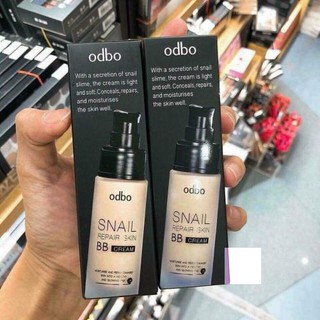 odbo
With a secretion of snail
slime, the cream is light
and soft. Conceals, repairs,
and moisturises
the skin well.
odbo
SNAIL
REPAIR SKIN
BB CREAM
odbo
With a secretion of snail
slime, the cream is light
and soft. Conceals, repairs,
and moisturises
the skin well.
odbo
SNAIL
REPAIR SKIN
BB CREAM